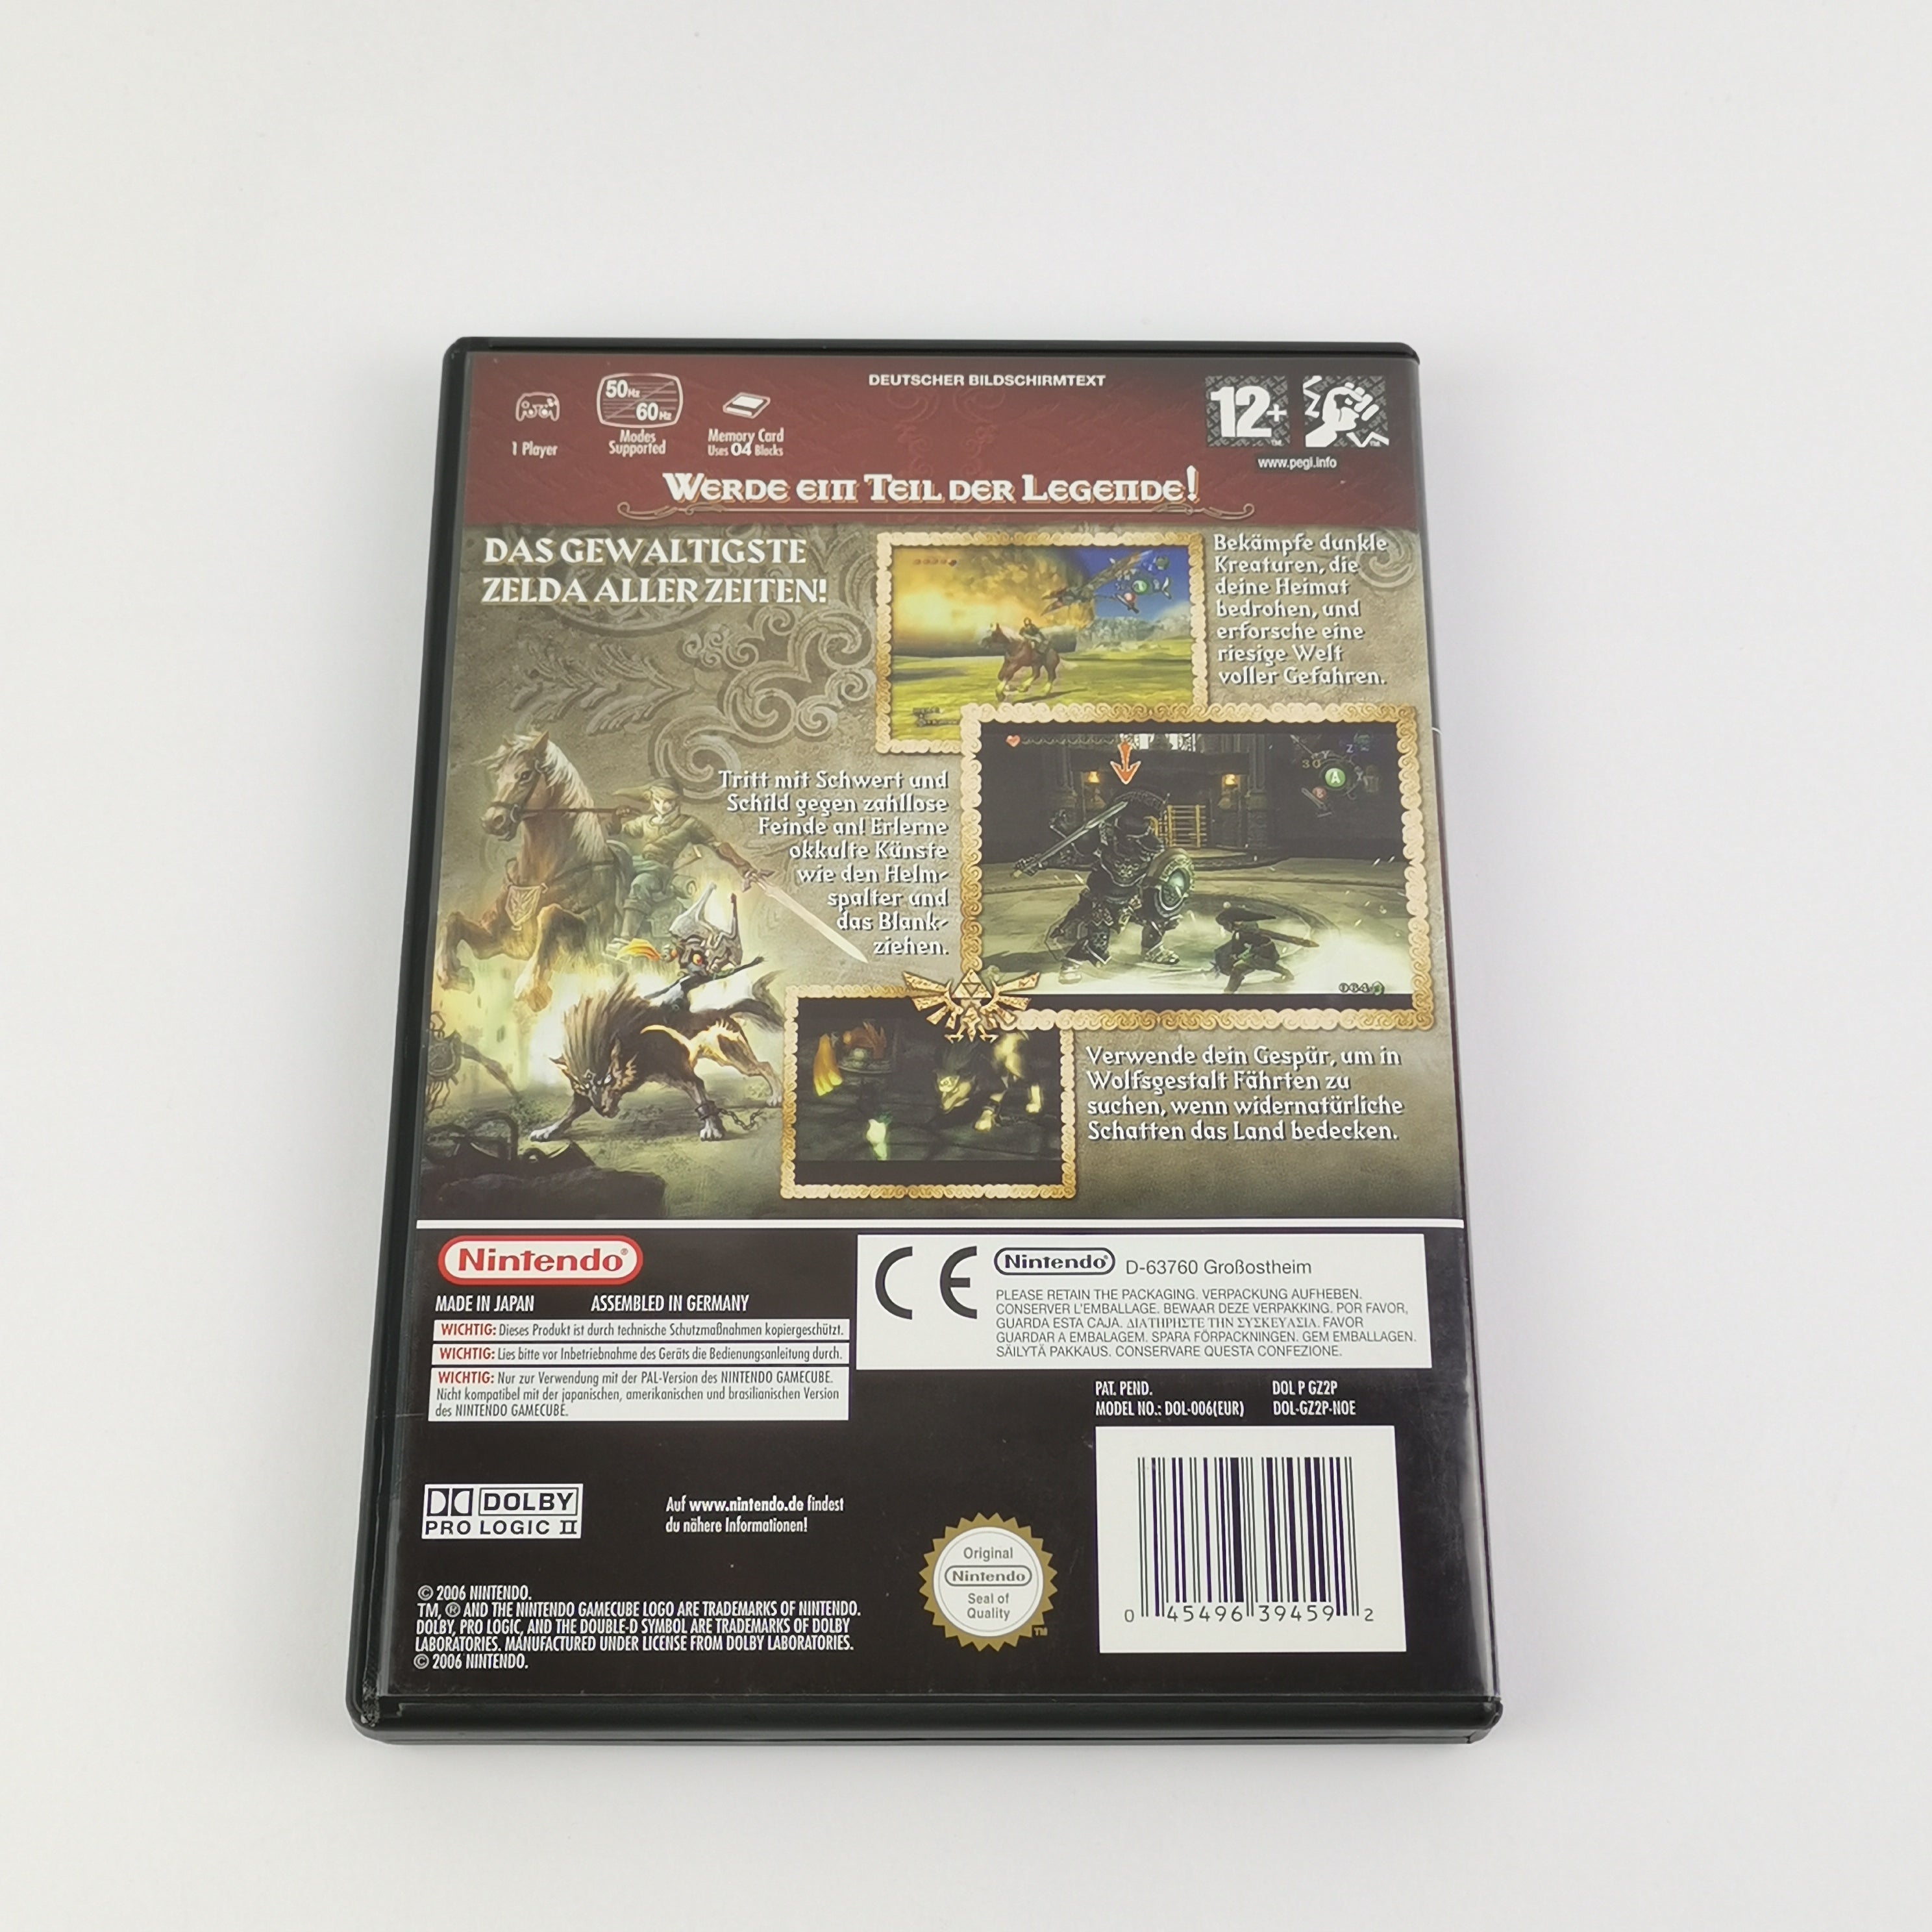 DEUTSCHER BILDSCHIRMTEXT
50Hz
60Hz
1 Player
Modes
Supported
Memory Card
Uses 04 Blocks
12+
www.pegi.info
WERDE EIN TEIL DER LEGENDE!
DAS GEWALTIGSTE
ZELDA ALLER ZEITEN!
Bekämpfe dunkle
Kreaturen, die
deine Heimat
bedrohen, und
erforsche eine
riesige Welt
voller Gefahren.
Tritt mit Schwert und
Schild gegen zahllose
Feinde an! Erlerne
okkulte Künste
wie den Helm-
spalter und
das Blank-
ziehen.
30
Z
A
B
064
Verwende dein Gespür, um in
Wolfsgestalt Fährten zu
suchen, wenn widernatürliche
Schatten das Land bedecken.
Nintendo®
MADE IN JAPAN ASSEMBLED IN GERMANY
WICHTIG: Dieses Produkt ist durch technische Schutzmaßnahmen kopiergeschützt.
WICHTIG: Lies bitte vor Inbetriebnahme des Geräts die Bedienungsanleitung durch.
WICHTIG: Nur zur Verwendung mit der PAL-Version des NINTENDO GAMECUBE.
Nicht kompatibel mit der japanischen, amerikanischen und brasilianischen Version
des NINTENDO GAMECUBE.
CE Nintendo® D-63760 Großostheim
PLEASE RETAIN THE PACKAGING. VERPACKUNG AUFHEBEN.
CONSERVER L'EMBALLAGE. BEWAAR DEZE VERPAKKING. POR FAVOR,
GUARDA ESTA CAJA. ΔΙΑΤΗΡΗΣΤΕ ΤΗΝ ΣΥΣΚΕΥΑΣΙΑ. FAVOR
GUARDAR A EMBALAGEM. SPARA FÖRPACKNINGEN. GEM EMBALLAGEN.
SÄILYTÄ PAKKAUS. CONSERVARE QUESTA CONFEZIONE.
PAT. PEND. DOL P GZ2P
MODEL NO.: DOL-006(EUR) DOL-GZ2P-NOE
DOLBY
PRO LOGIC II
Auf www.nintendo.de findest
du nähere Informationen!
Original
Nintendo
Seal of
Quality
TM
0 45496 39459 2
© 2006 NINTENDO.
TM, ® AND THE NINTENDO GAMECUBE LOGO ARE TRADEMARKS OF NINTENDO.
DOLBY, PRO LOGIC, AND THE DOUBLE-D SYMBOL ARE TRADEMARKS OF DOLBY
LABORATORIES. MANUFACTURED UNDER LICENSE FROM DOLBY LABORATORIES.
© 2006 NINTENDO.